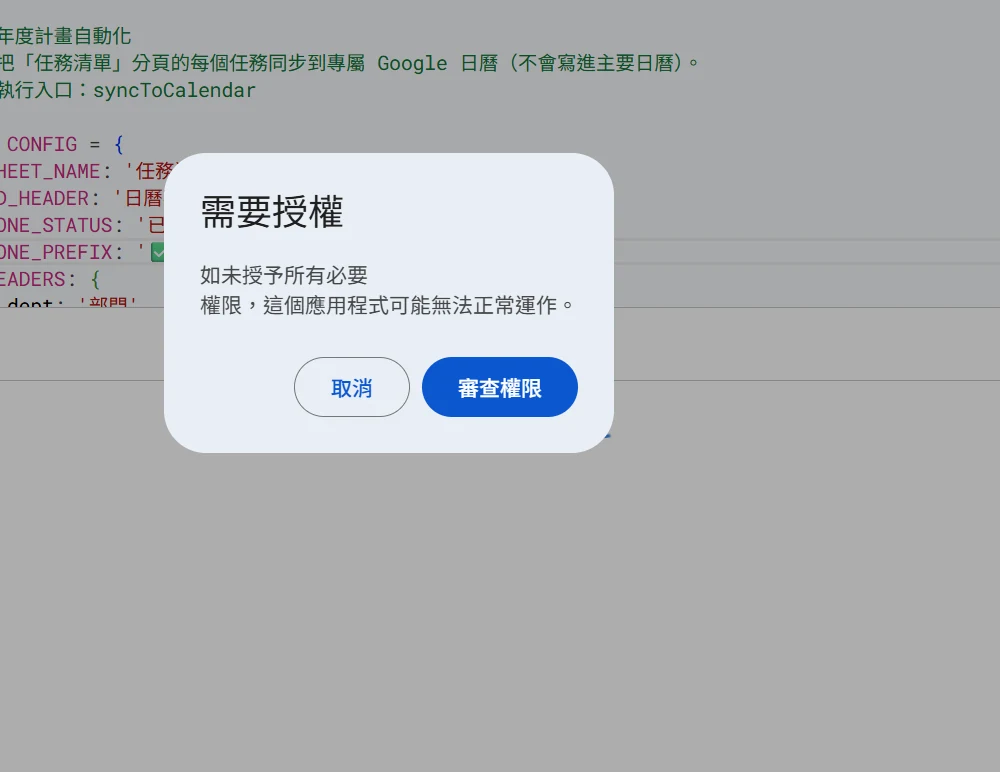 年度計畫自動化
把「任務清單」分頁的每個任務同步到專屬 Google 日曆（不會寫進主要日曆）。
執行入口：syncToCalendar
CONFIG = {
HEET_NAME: '任務
D_HEADER: '日曆
ONE_STATUS: '已
ONE_PREFIX: '✅
EADERS: {
dept: '部門'
需要授權
如未授予所有必要
權限，這個應用程式可能無法正常運作。
取消
審查權限